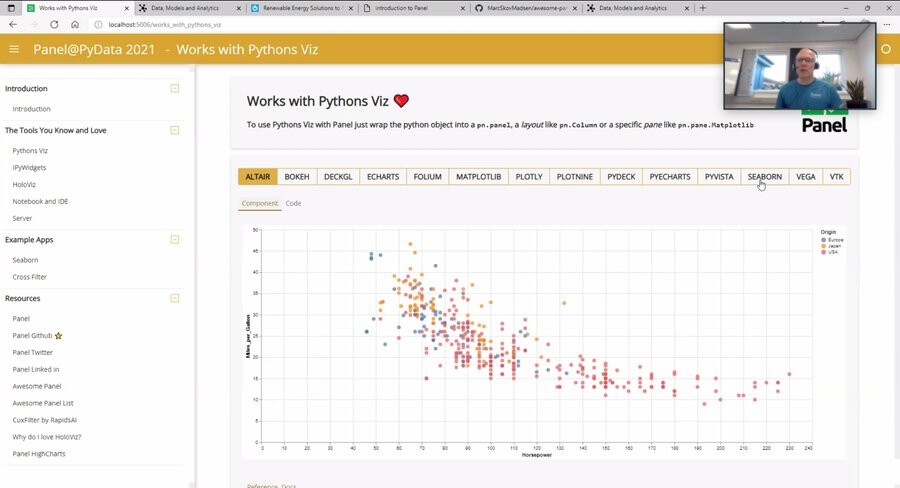 Works with Pythons Viz
Data, Models and Analytics
Renewable Energy Solutions to
Introduction to Panel
MarcSkovMadsen/awesome-pa
Data, Models and Analytics
localhost:5006/works_with_pythons_viz
Panel@PyData 2021 - Works with Pythons Viz
Introduction
Introduction
The Tools You Know and Love
Pythons Viz
IPyWidgets
HoloViz
Notebook and IDE
Server
Example Apps
Seaborn
Cross Filter
Resources
Panel
Panel Github
Panel Twitter
Panel Linked in
Awesome Panel
Awesome Panel List
CuxFilter by RapidsAI
Why do I love HoloViz?
Panel HighCharts
Works with Pythons Viz
To use Pythons Viz with Panel just wrap the python object into a pn.panel, a layout like pn.Column or a specific pane like pn.pane.Matplotlib
Panel
ALTAIR BOKEH DECKGL ECHARTS FOLIUM MATPLOTLIB PLOTLY PLOTNINE PYDECK PYECHARTS PYVISTA SEABORN VEGA VTK
Component Code
Miles_per_Gallon
50
45
40
35
30
25
20
15
10
5
0
0 10 20 30 40 50 60 70 80 90 100 110 120 130 140 150 160 170 180 190 200 210 220 230 240
Horsepower
Origin
Europe
Japan
USA
Reference Docs